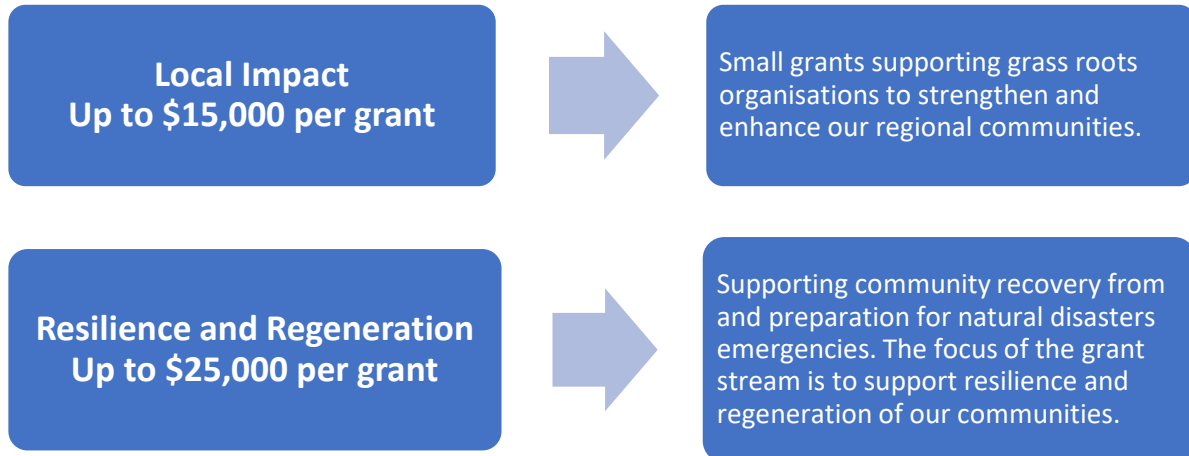 Local Impact
Up to $15,000 per grant
Small grants supporting grass roots
organisations to strengthen and
enhance our regional communities.
Resilience and Regeneration
Up to $25,000 per grant
Supporting community recovery from
and preparation for natural disasters
emergencies. The focus of the grant
stream is to support resilience and
regeneration of our communities.